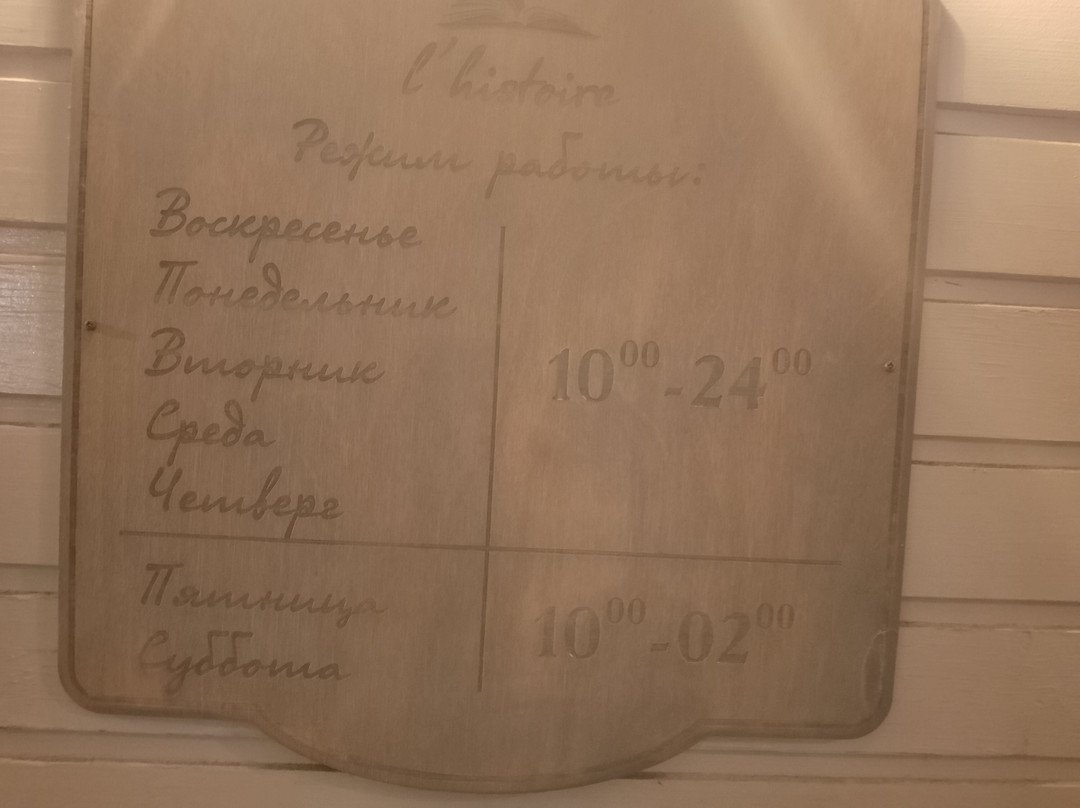 l'histoire
Режим работы:
Воскресенье
Понедельник
Вторник
Среда
Четверг
10⁰⁰-24⁰⁰
Пятница
Суббота
10⁰⁰-02⁰⁰